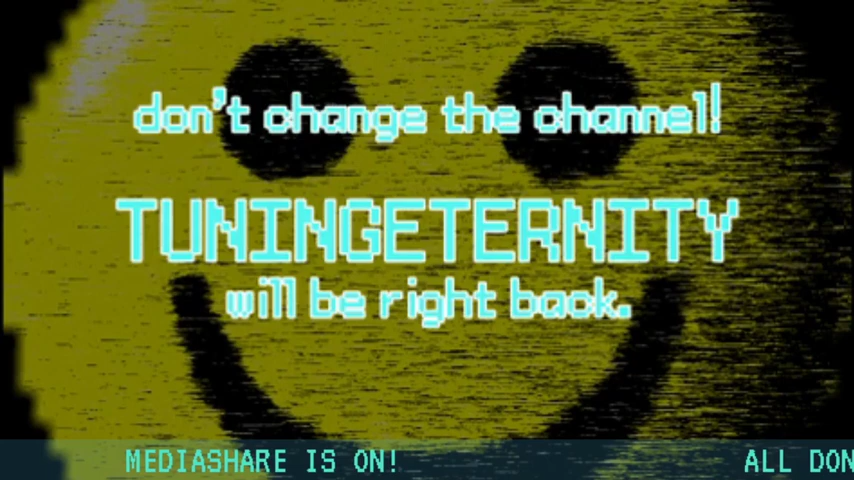 don't change the channel!
TUNINGETERNITY
will be right back.
MEDIASHARE IS ON! ALL DON